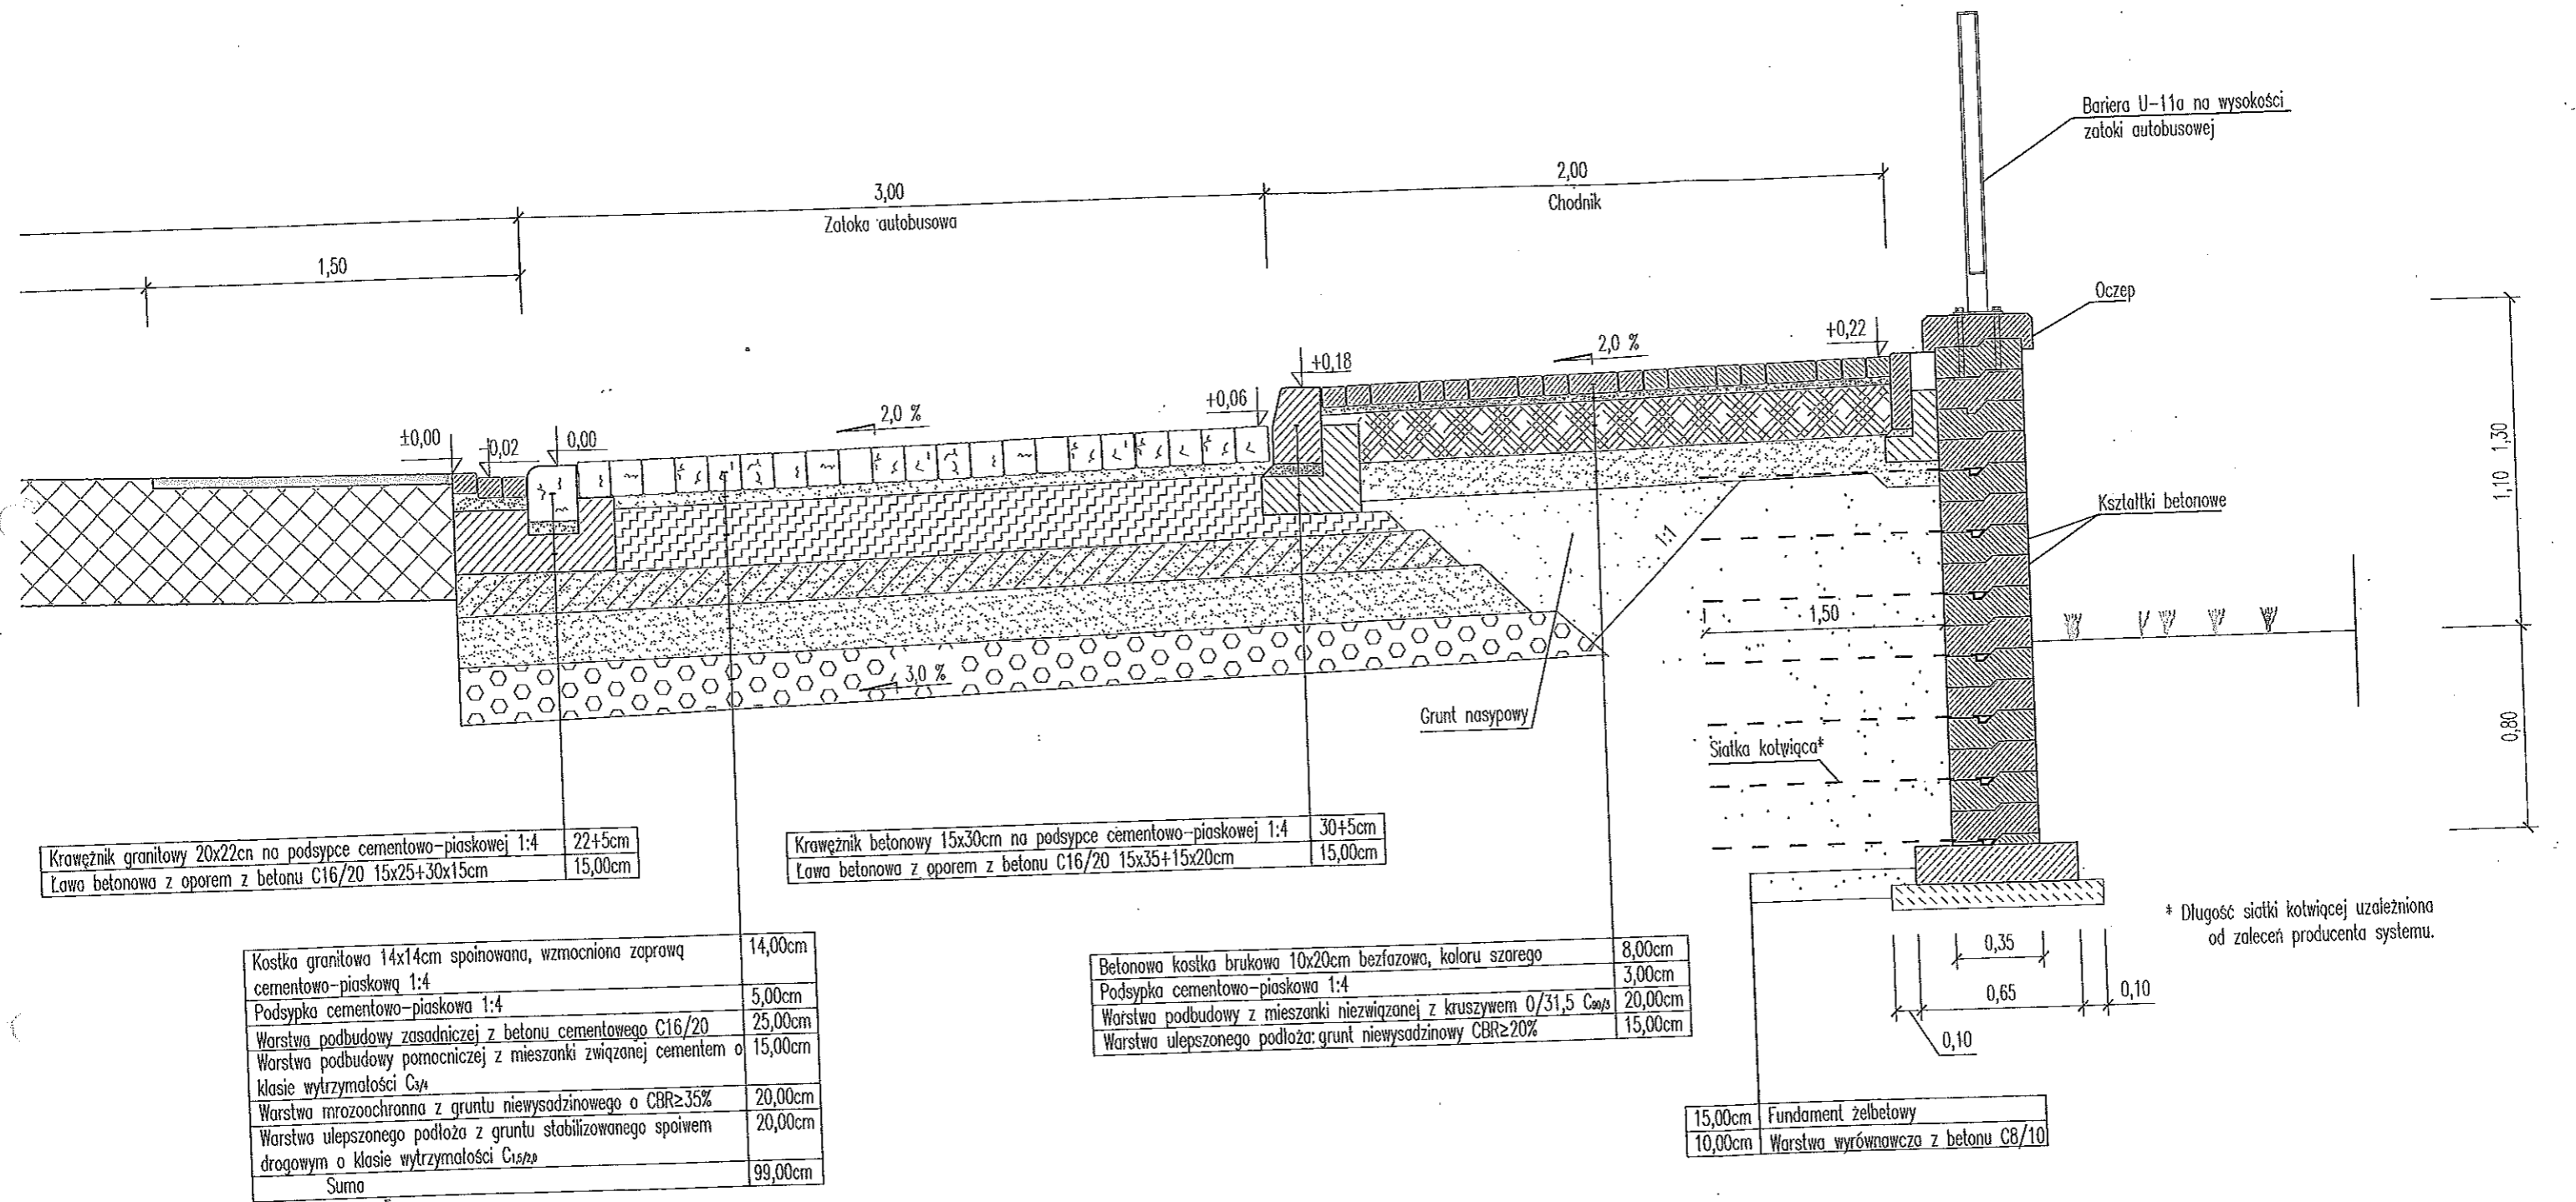 Bariera U-11a na wysokości
zatoki autobusowej
2,00
Chodnik
3,00
Zatoka autobusowa
1,50
Oczep
+0,22
2,0 %
+0,18
+0,06
2,0 %
±0,00
-0,02
0,00
1,30
1,10
Kształtki betonowe
1:1
1,50
3,0 %
Grunt nasypowy
Siatka kotwiąca*
0,80
Krawężnik granitowy 20x22cn na podsypce cementowo-piaskowej 1:4 22+5cm
Ława betonowa z oporem z betonu C16/20 15x25+30x15cm 15,00cm
Krawężnik betonowy 15x30cm na podsypce cementowo-piaskowej 1:4 30+5cm
Ława betonowa z oporem z betonu C16/20 15x35+15x20cm 15,00cm
* Długość siatki kotwiącej uzależniona
od zaleceń producenta systemu.
Kostka granitowa 14x14cm spoinowana, wzmocniona zaprawą 14,00cm
cementowo-piaskową 1:4
Podsypka cementowo-piaskowa 1:4 5,00cm
Warstwa podbudowy zasadniczej z betonu cementowego C16/20 25,00cm
Warstwa podbudowy pomocniczej z mieszanki związanej cementem o 15,00cm
klasie wytrzymałości C3/4
Warstwa mrozoochronna z gruntu niewysadzinowego o CBR≥35% 20,00cm
Warstwa ulepszonego podłoża z gruntu stabilizowanego spoiwem 20,00cm
drogowym o klasie wytrzymałości C1,5/2,0
Suma 99,00cm
Betonowa kostka brukowa 10x20cm bezfazowa, koloru szarego 8,00cm
Podsypka cementowo-piaskowa 1:4 3,00cm
Warstwa podbudowy z mieszanki niezwiązanej z kruszywem 0/31,5 C90/3 20,00cm
Warstwa ulepszonego podłoża: grunt niewysadzinowy CBR≥20% 15,00cm
0,35
0,65
0,10
0,10
15,00cm Fundament żelbetowy
10,00cm Warstwa wyrównawcza z betonu C8/10